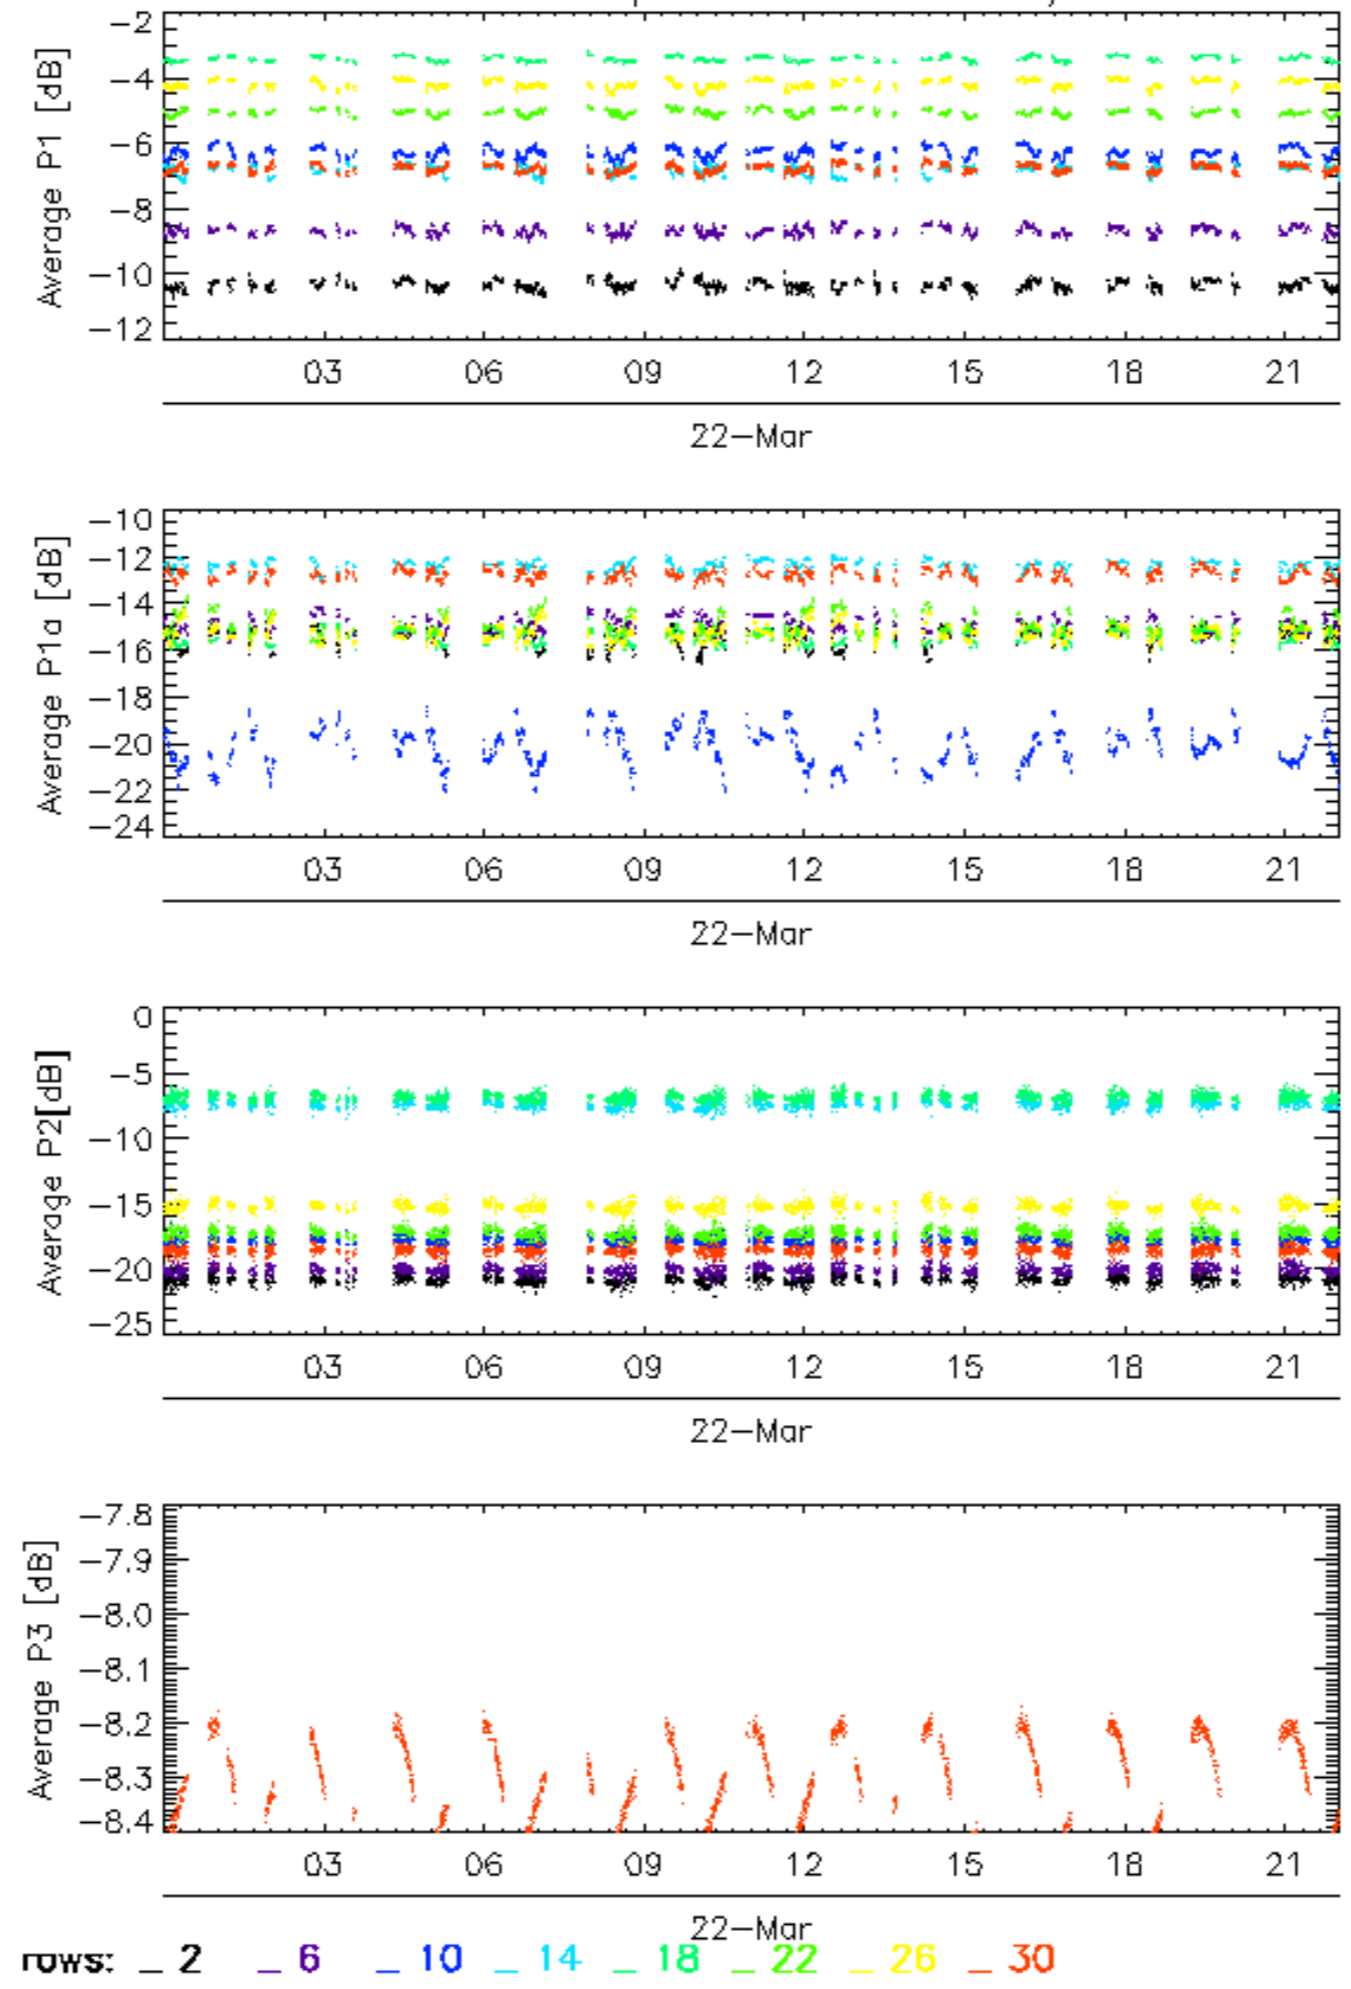 Average P1 [dB]
−2
−4
−6
−8
−10
−12
03 06 09 12 15 18 21
22−Mar
Average P1a [dB]
−10
−12
−14
−16
−18
−20
−22
−24
03 06 09 12 15 18 21
22−Mar
Average P2[dB]
0
−5
−10
−15
−20
−25
03 06 09 12 15 18 21
22−Mar
Average P3 [dB]
−7.8
−7.9
−8.0
−8.1
−8.2
−8.3
−8.4
03 06 09 12 15 18 21
22−Mar
rows: _ 2 _ 6 _ 10 _ 14 _ 18 _ 22 _ 26 _ 30